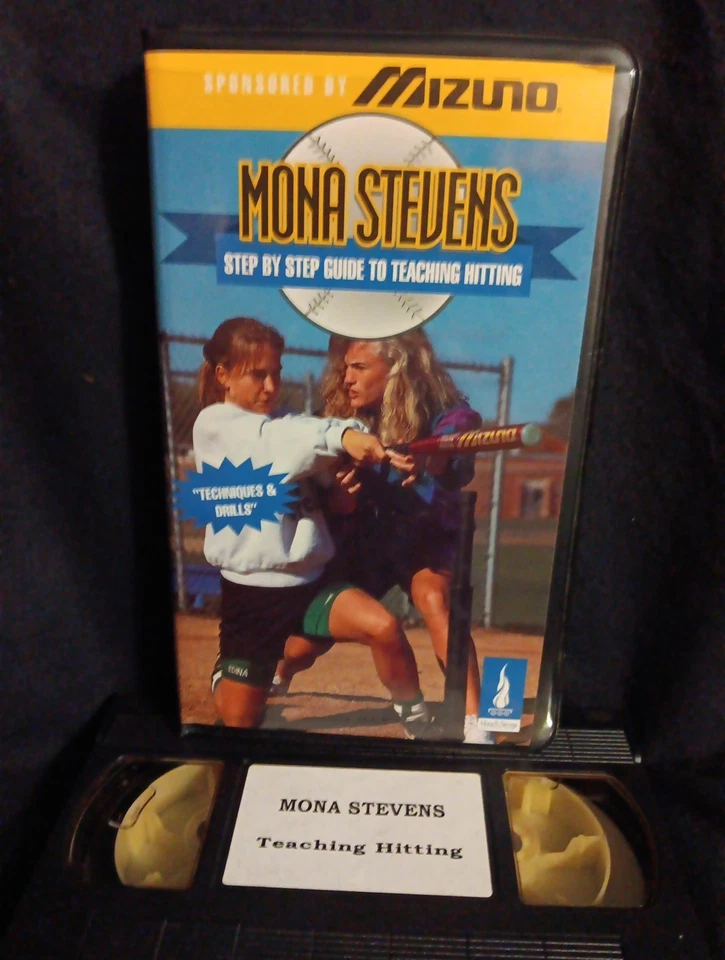 SPONSORED BY MIZUNO
MONA STEVENS
STEP BY STEP GUIDE TO TEACHING HITTING
MIZUNO
"TECHNIQUES &
DRILLS"
MONA STEVENS
Teaching Hitting